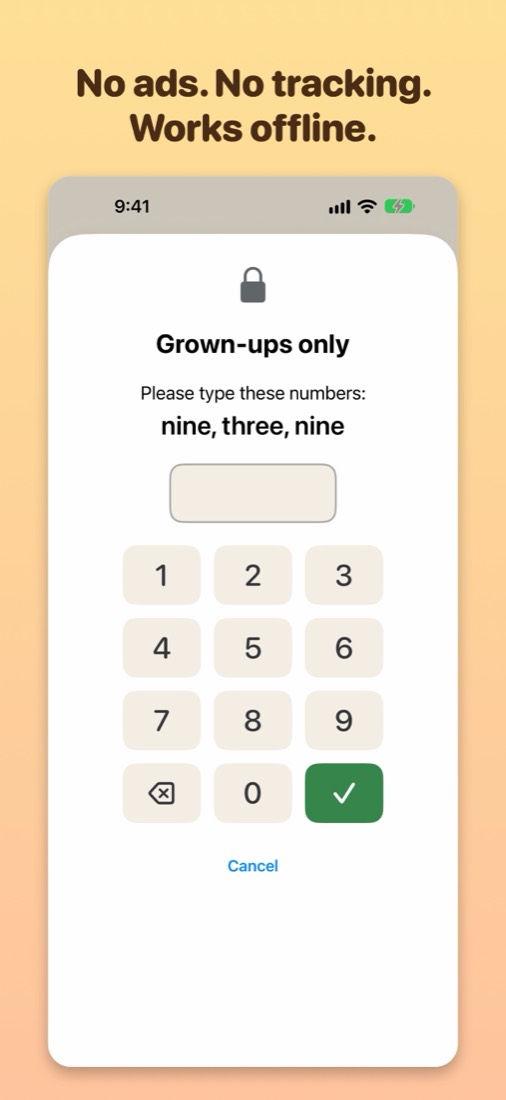 No ads. No tracking.
Works offline.
9:41
Grown-ups only
Please type these numbers:
nine, three, nine
1 2 3
4 5 6
7 8 9
0
Cancel